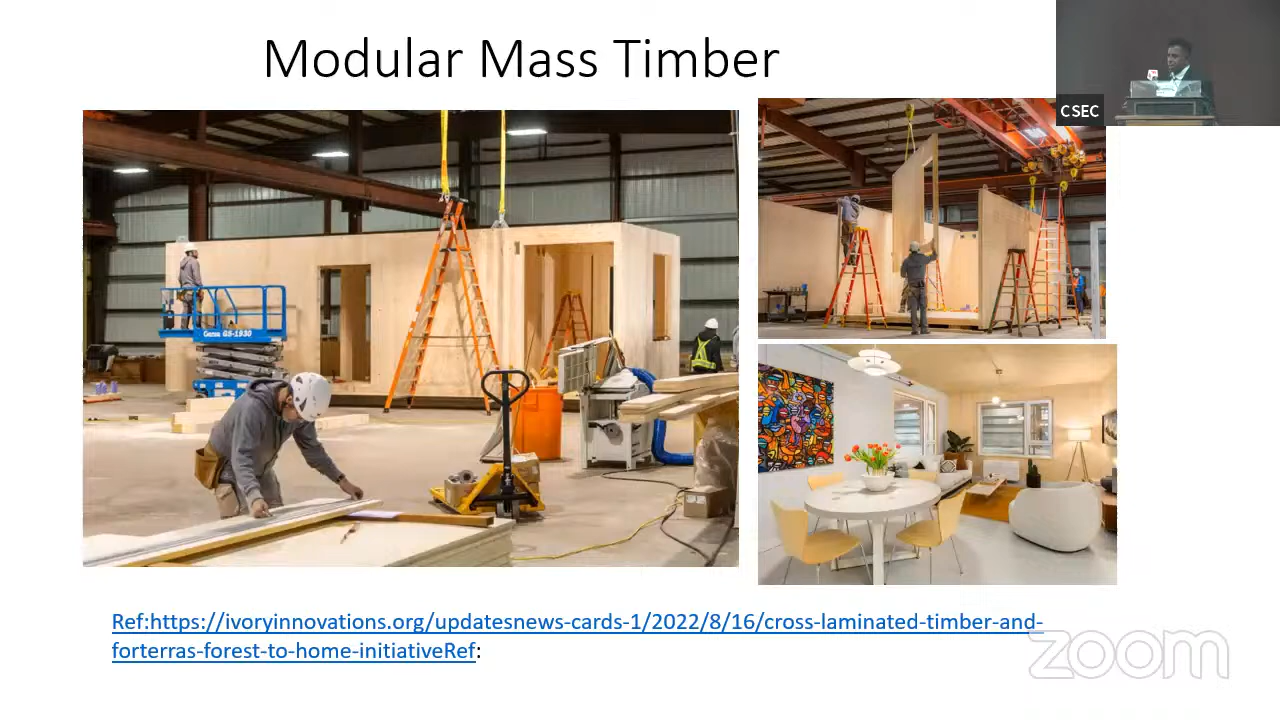 Modular Mass Timber
CSEC
Genie GS-1930
Ref:https://ivoryinnovations.org/updatesnews-cards-1/2022/8/16/cross-laminated-timber-and-
forterras-forest-to-home-initiativeRef:
zoom